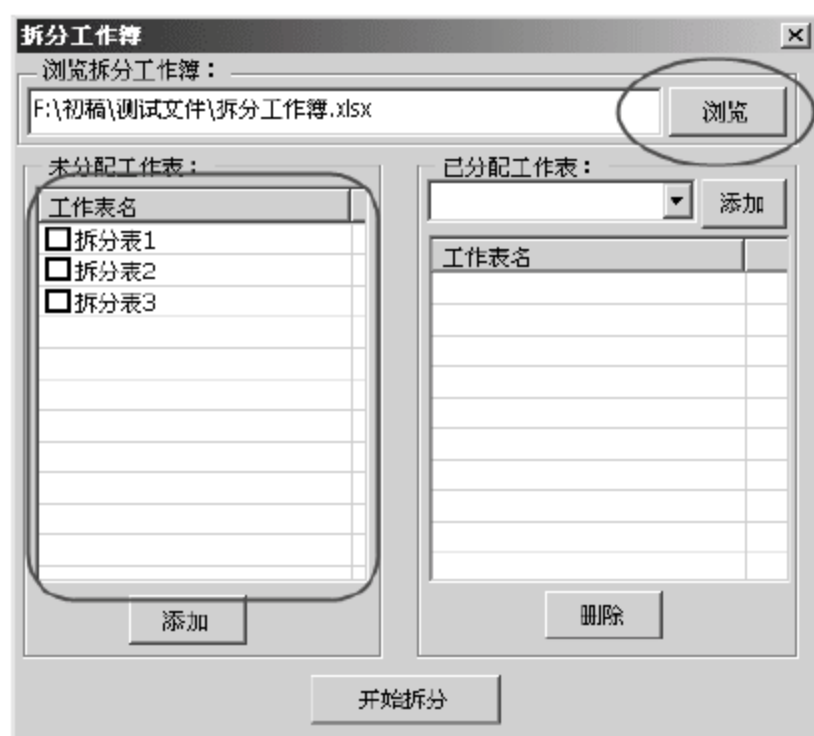 拆分工作簿
浏览拆分工作簿：
F:\初稿\测试文件\拆分工作簿.xlsx
浏览
未分配工作表：
工作表名
拆分表1
拆分表2
拆分表3
添加
已分配工作表：
添加
工作表名
删除
开始拆分